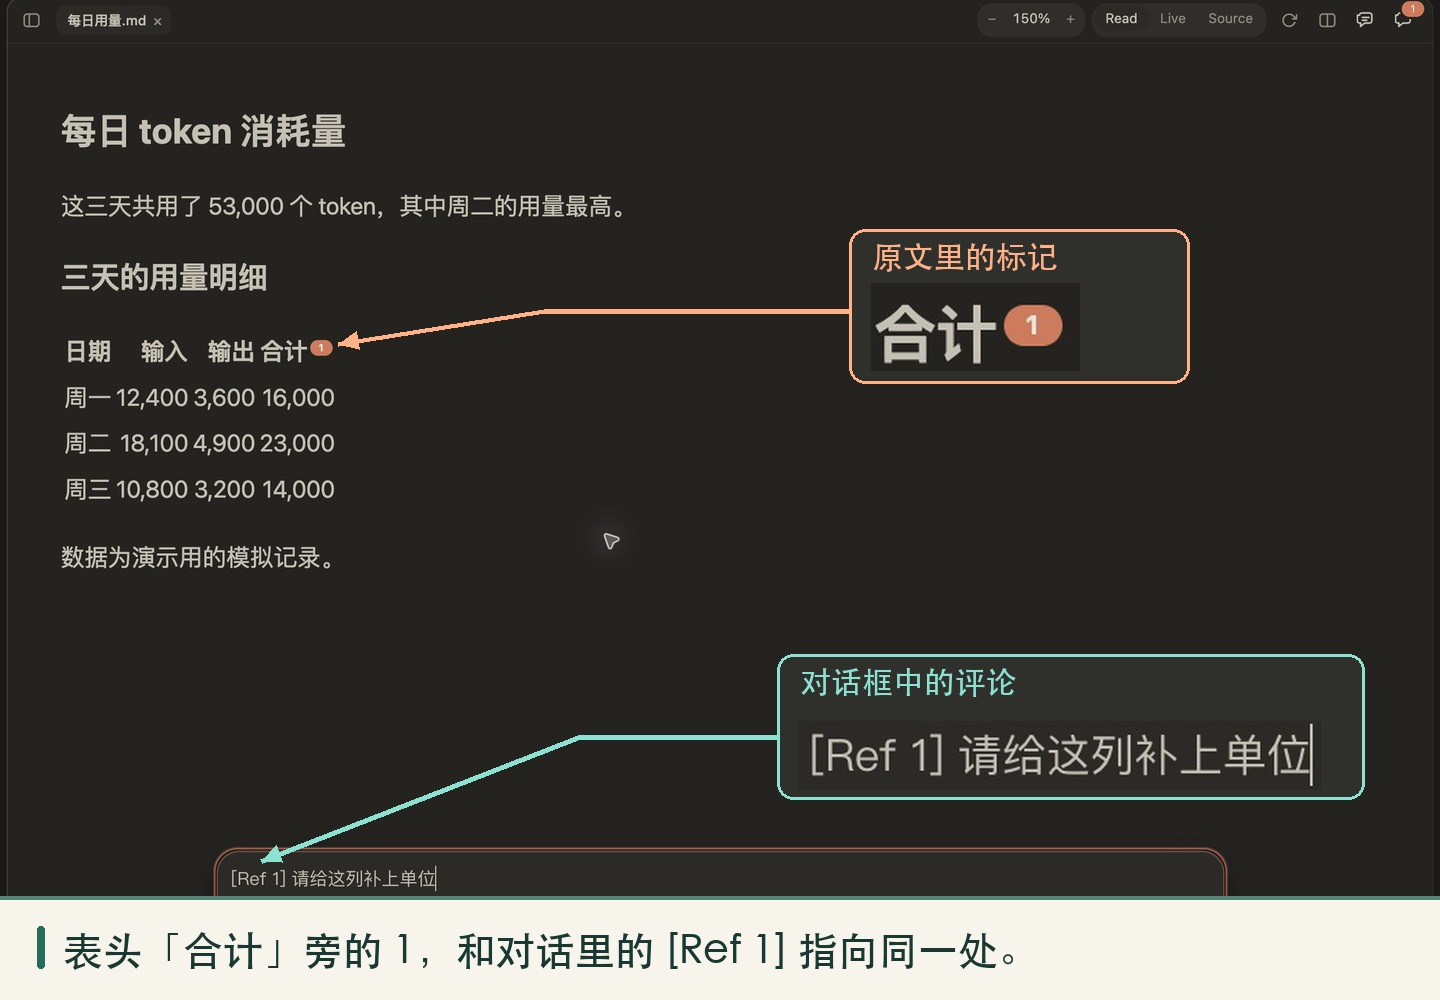 每日用量.md ×
− 150% + Read Live Source 1
每日 token 消耗量
这三天共用了 53,000 个 token，其中周二的用量最高。
三天的用量明细
日期 输入 输出 合计 1
周一 12,400 3,600 16,000
周二 18,100 4,900 23,000
周三 10,800 3,200 14,000
数据为演示用的模拟记录。
原文里的标记
合计 1
对话框中的评论
[Ref 1] 请给这列补上单位
[Ref 1] 请给这列补上单位
表头「合计」旁的 1，和对话里的 [Ref 1] 指向同一处。